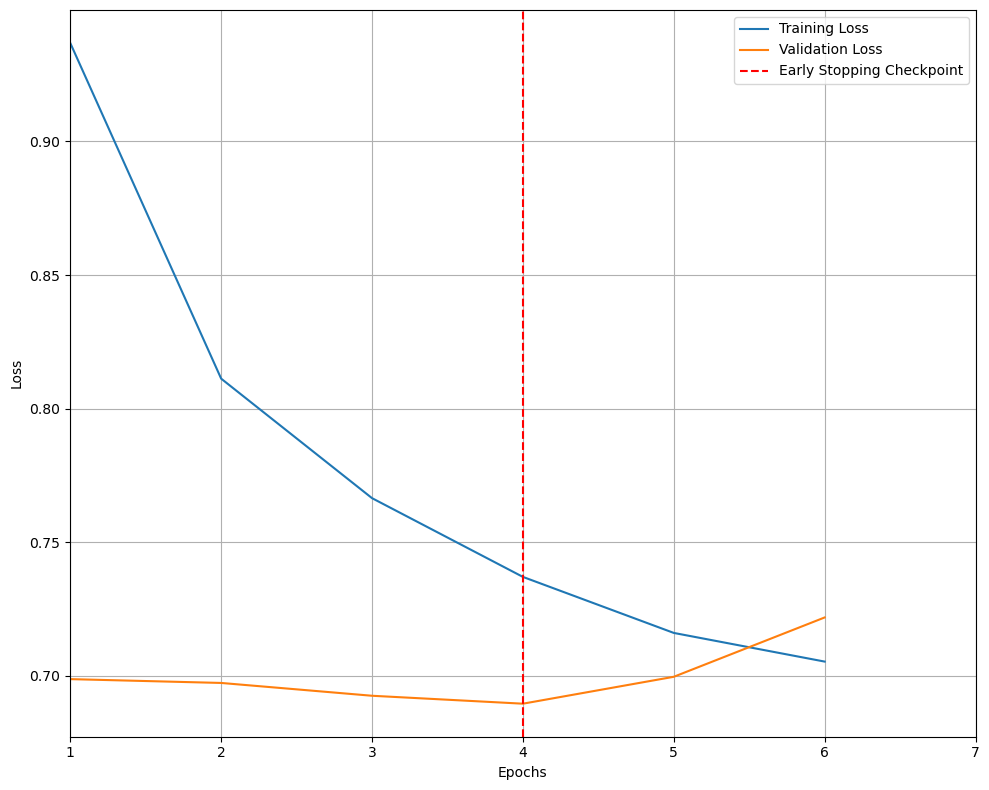 Training Loss
Validation Loss
Early Stopping Checkpoint
0.90
0.85
0.80
0.75
0.70
Loss
1 2 3 4 5 6 7
Epochs